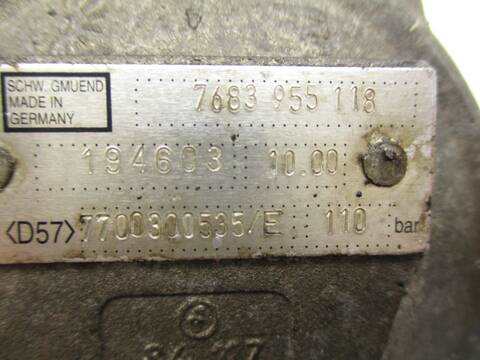 SCHW. GMUEND
MADE IN
GERMANY
7683 955 118
194603 10.00
<D57> 7700300535/E 110 bar